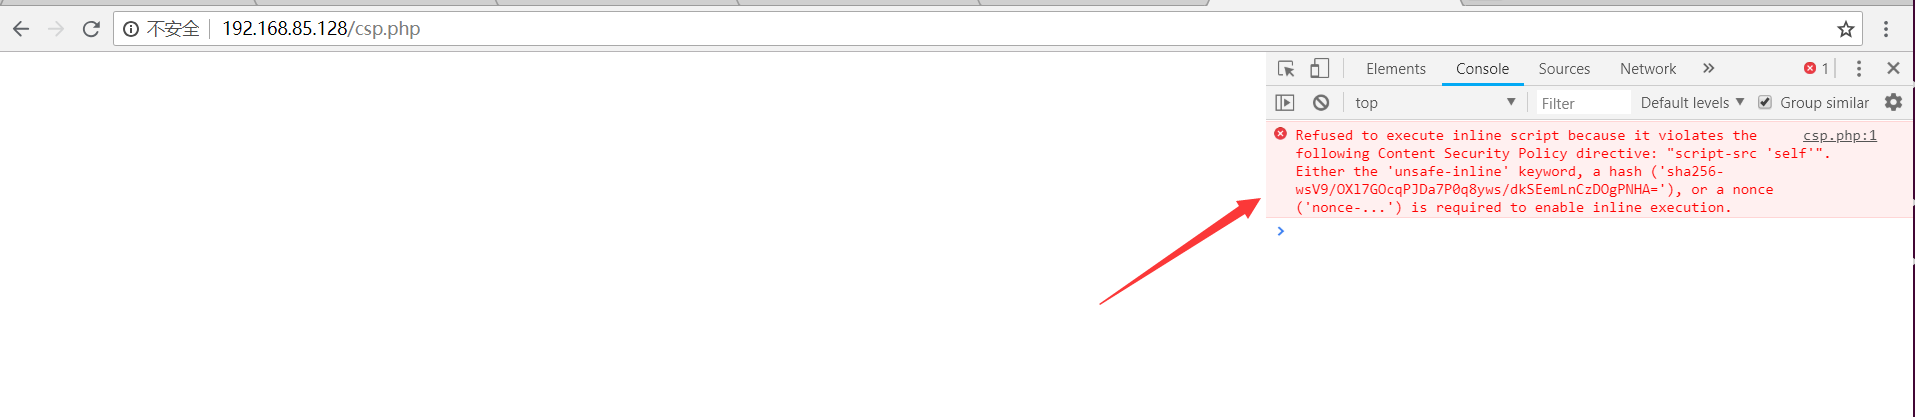 不安全 192.168.85.128/csp.php
Elements Console Sources Network » 1
top Filter Default levels Group similar
Refused to execute inline script because it violates the csp.php:1
following Content Security Policy directive: "script-src 'self'".
Either the 'unsafe-inline' keyword, a hash ('sha256-
wsV9/OXl7GOcqPJDa7P0q8yws/dkSEemLnCzDOgPNHA='), or a nonce
('nonce-...') is required to enable inline execution.